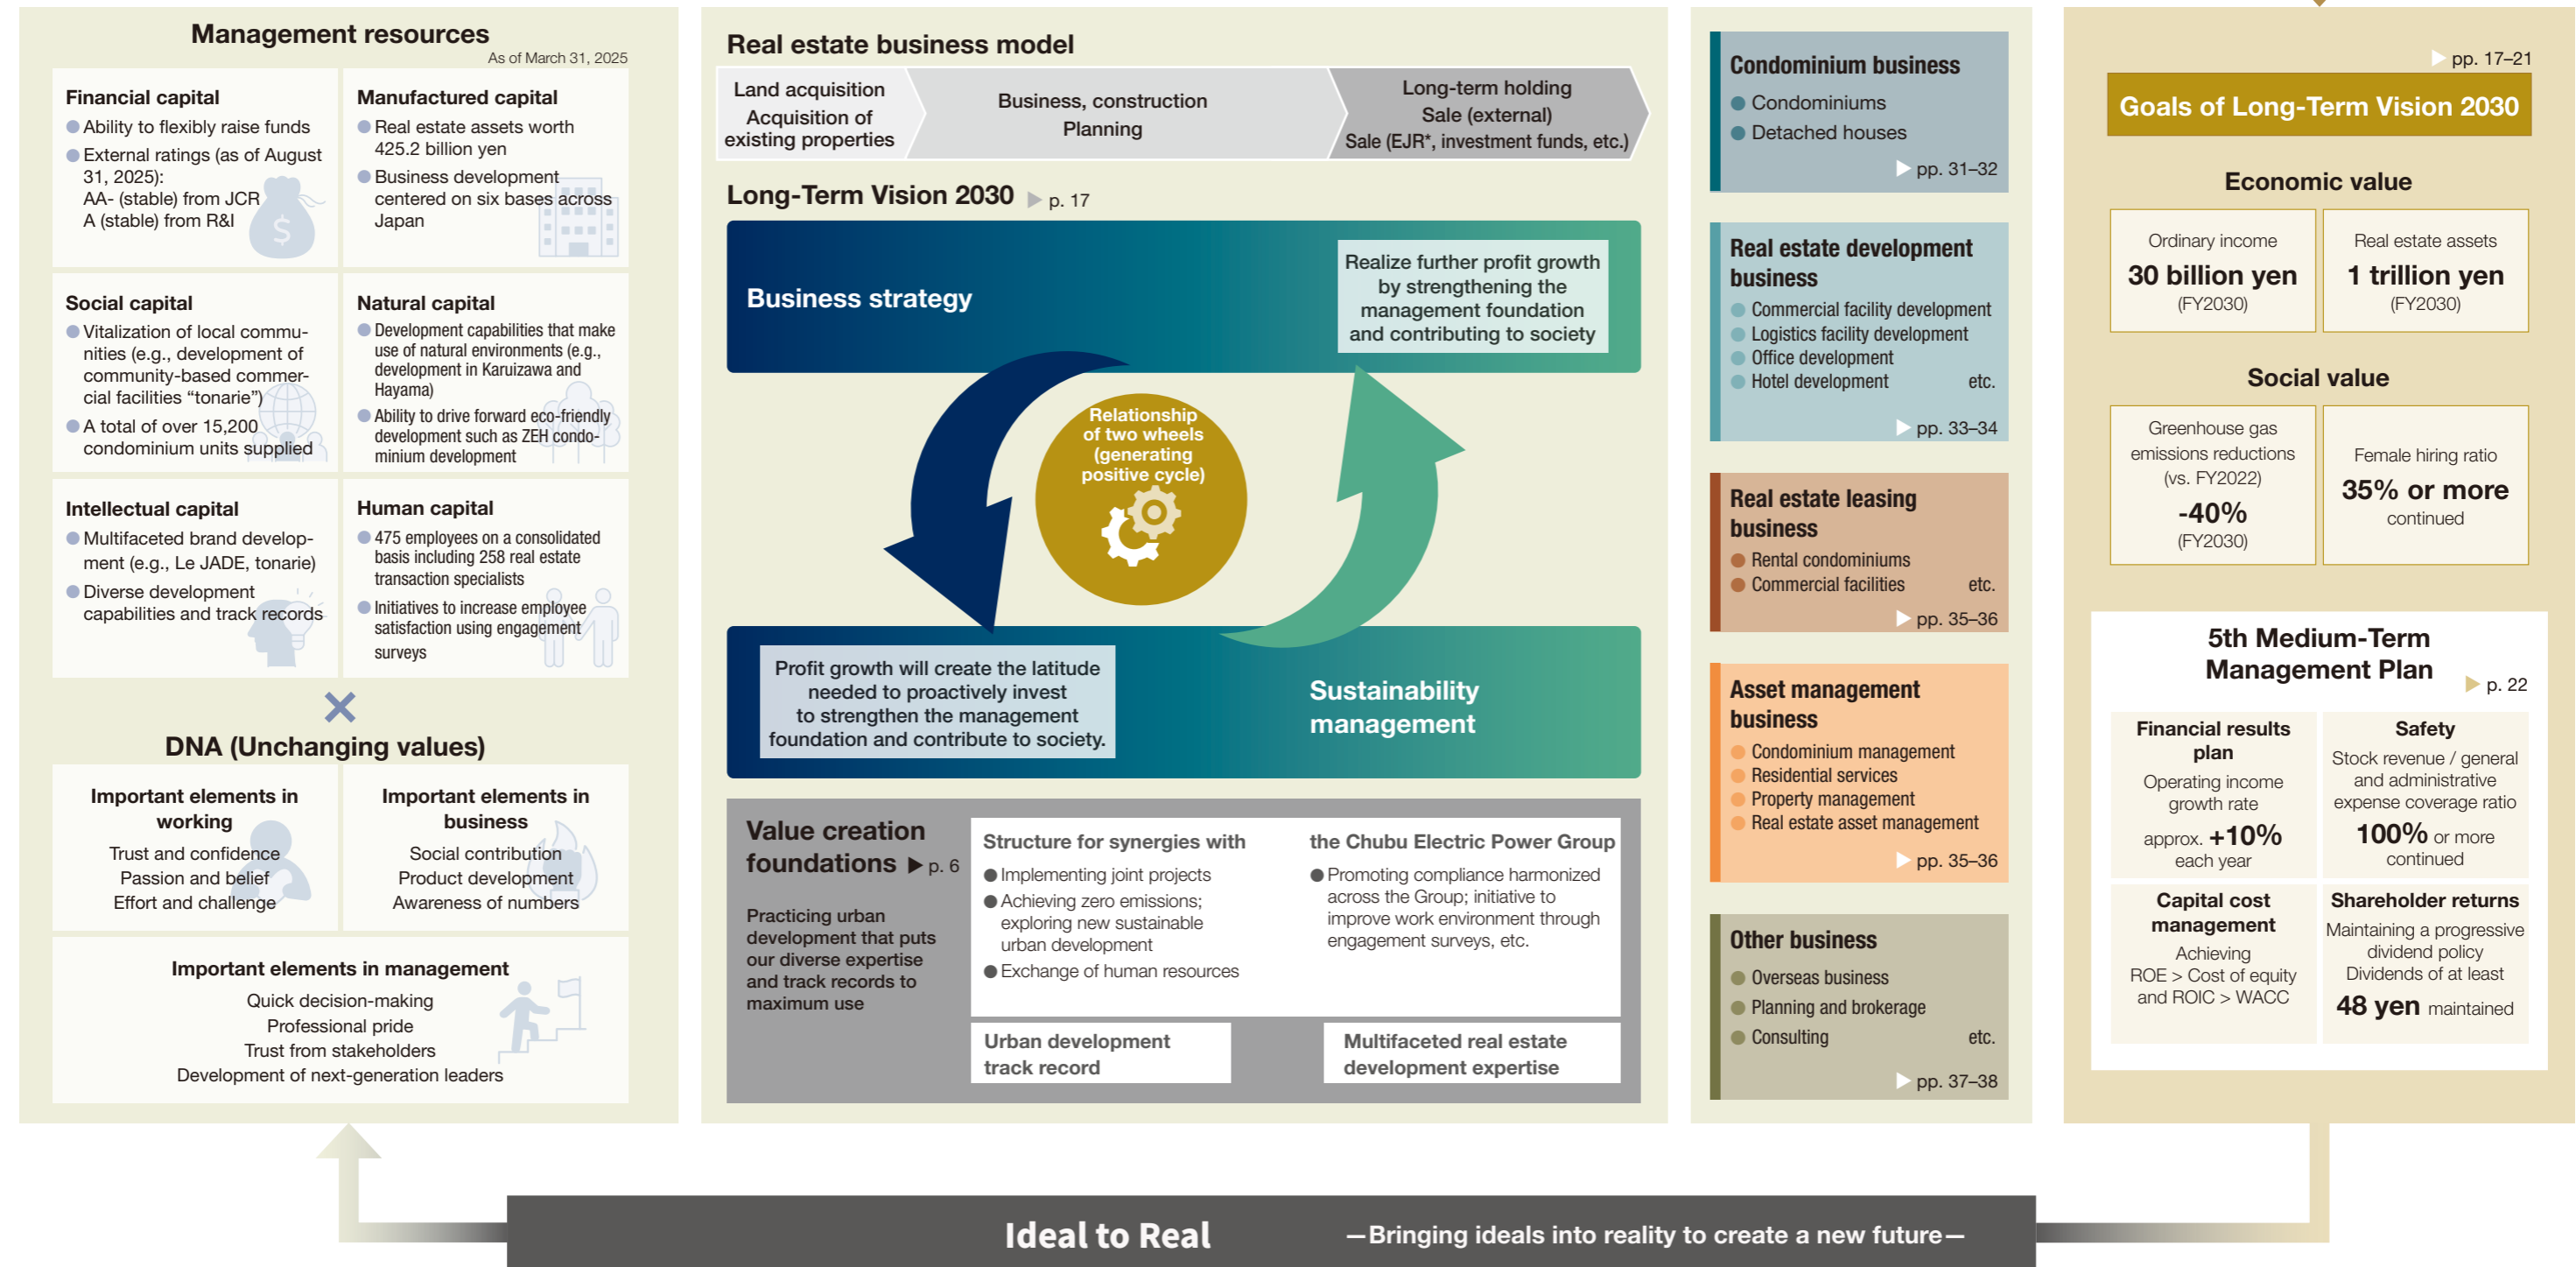 Management resources
As of March 31, 2025
Financial capital
Ability to flexibly raise funds
External ratings (as of August
31, 2025):
AA- (stable) from JCR
A (stable) from R&I
Manufactured capital
Real estate assets worth
425.2 billion yen
Business development
centered on six bases across
Japan
Social capital
Vitalization of local commu-
nities (e.g., development of
community-based commer-
cial facilities “tonarie”)
A total of over 15,200
condominium units supplied
Natural capital
Development capabilities that make
use of natural environments (e.g.,
development in Karuizawa and
Hayama)
Ability to drive forward eco-friendly
development such as ZEH condo-
minium development
Intellectual capital
Multifaceted brand develop-
ment (e.g., Le JADE, tonarie)
Diverse development
capabilities and track records
Human capital
475 employees on a consolidated
basis including 258 real estate
transaction specialists
Initiatives to increase employee
satisfaction using engagement
surveys
×
DNA (Unchanging values)
Important elements in
working
Trust and confidence
Passion and belief
Effort and challenge
Important elements in
business
Social contribution
Product development
Awareness of numbers
Important elements in management
Quick decision-making
Professional pride
Trust from stakeholders
Development of next-generation leaders
Real estate business model
Land acquisition
Acquisition of
existing properties
Business, construction
Planning
Long-term holding
Sale (external)
Sale (EJR*, investment funds, etc.)
Long-Term Vision 2030 ▶ p. 17
Business strategy
Realize further profit growth
by strengthening the
management foundation
and contributing to society
Relationship
of two wheels
(generating
positive cycle)
Profit growth will create the latitude
needed to proactively invest
to strengthen the management
foundation and contribute to society.
Sustainability
management
Value creation
foundations ▶ p. 6
Practicing urban
development that puts
our diverse expertise
and track records to
maximum use
Structure for synergies with the Chubu Electric Power Group
Implementing joint projects
Achieving zero emissions;
exploring new sustainable
urban development
Exchange of human resources
Promoting compliance harmonized
across the Group; initiative to
improve work environment through
engagement surveys, etc.
Urban development
track record
Multifaceted real estate
development expertise
Condominium business
Condominiums
Detached houses
▶ pp. 31–32
Real estate development
business
Commercial facility development
Logistics facility development
Office development
Hotel development etc.
▶ pp. 33–34
Real estate leasing
business
Rental condominiums
Commercial facilities etc.
▶ pp. 35–36
Asset management
business
Condominium management
Residential services
Property management
Real estate asset management
▶ pp. 35–36
Other business
Overseas business
Planning and brokerage
Consulting etc.
▶ pp. 37–38
▶ pp. 17–21
Goals of Long-Term Vision 2030
Economic value
Ordinary income
30 billion yen
(FY2030)
Real estate assets
1 trillion yen
(FY2030)
Social value
Greenhouse gas
emissions reductions
(vs. FY2022)
-40%
(FY2030)
Female hiring ratio
35% or more
continued
5th Medium-Term
Management Plan
▶ p. 22
Financial results
plan
Operating income
growth rate
approx. +10%
each year
Safety
Stock revenue / general
and administrative
expense coverage ratio
100% or more
continued
Capital cost
management
Achieving
ROE > Cost of equity
and ROIC > WACC
Shareholder returns
Maintaining a progressive
dividend policy
Dividends of at least
48 yen maintained
Ideal to Real —Bringing ideals into reality to create a new future—